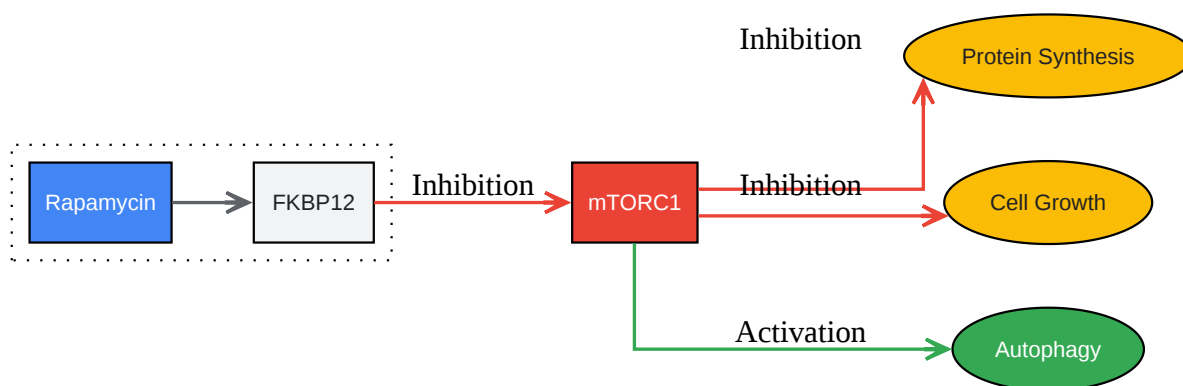 Inhibition
Protein Synthesis
Rapamycin
FKBP12
Inhibition
mTORC1
Inhibition
Cell Growth
Activation
Autophagy